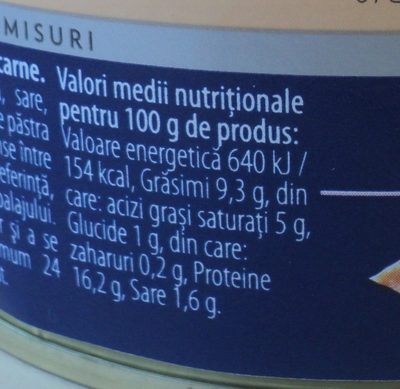 MISURI
carne.
sare,
păstra
între
eferință,
balajului.
și a se
mum 24
Valori medii nutriționale
pentru 100 g de produs:
Valoare energetică 640 kJ /
154 kcal, Grăsimi 9,3 g, din
care: acizi grași saturați 5 g,
Glucide 1 g, din care:
zaharuri 0,2 g, Proteine
16,2 g, Sare 1,6 g.